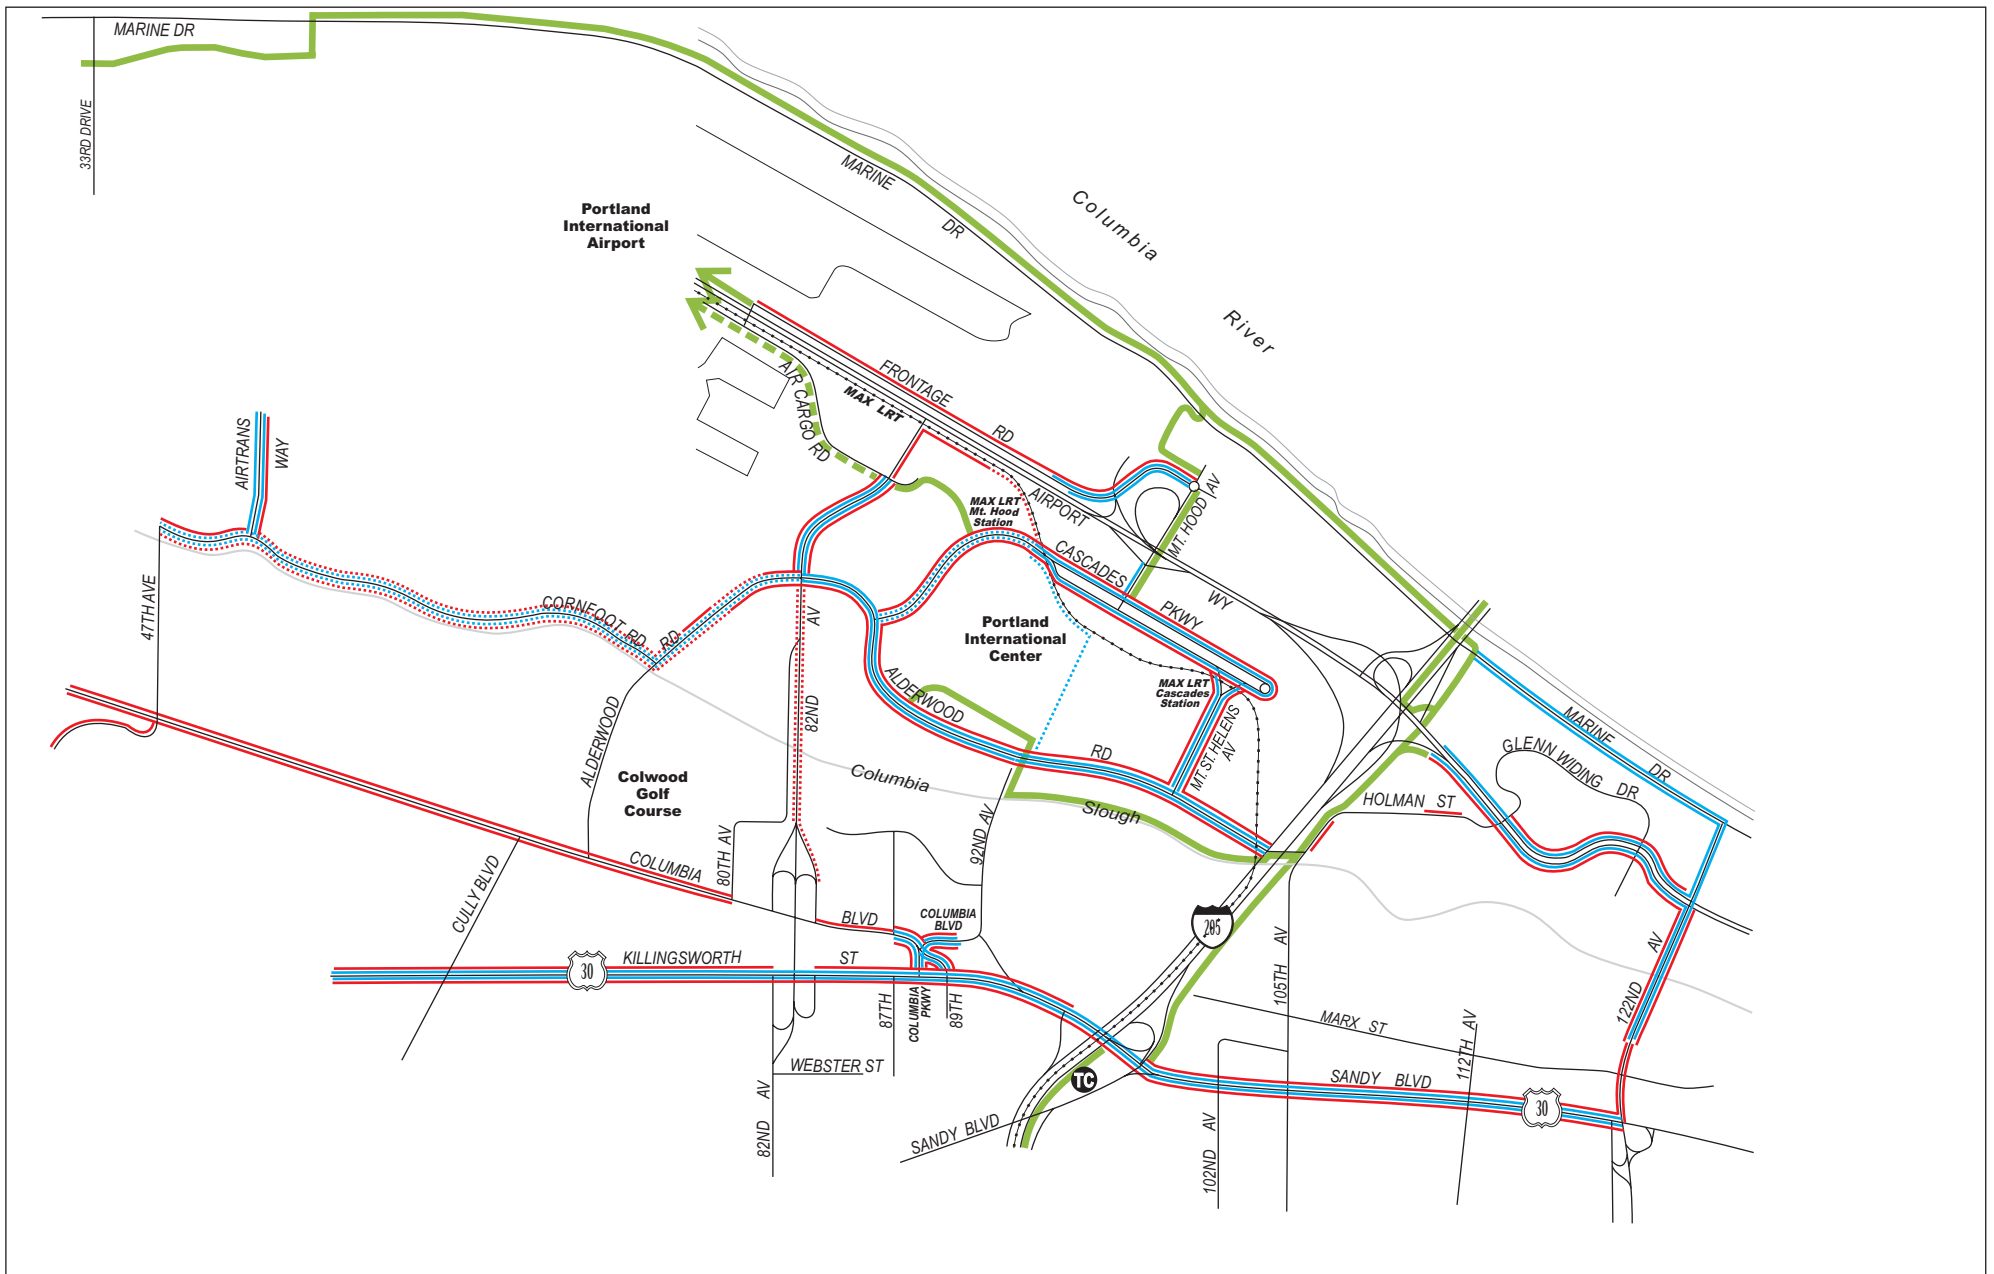 MARINE DR
33RD DRIVE
MARINE
DR
Columbia
River
Portland
International
Airport
FRONTAGE
RD
MAX LRT
AIR CARGO RD
AIRTRANS
WAY
MAX LRT
Mt. Hood
Station
AIRPORT
WY
MT. HOOD
AV
CASCADES
PKWY
47TH AVE
CORNFOOT RD
RD
ALDERWOOD
AV
82ND
Portland
International
Center
ALDERWOOD
RD
MAX LRT
Cascades
Station
MT. ST. HELENS
AV
MARINE
DR
GLENN WIDING DR
HOLMAN ST
Colwood
Golf
Course
Columbia
Slough
COLUMBIA
BLVD
80TH AV
92ND AV
CULLY BLVD
COLUMBIA
BLVD
205
30
KILLINGSWORTH
ST
87TH
COLUMBIA
PKWY
89TH
105TH AV
122ND
AV
MARX ST
112TH AV
WEBSTER ST
TC
SANDY BLVD
30
82ND AV
SANDY BLVD
102ND AV